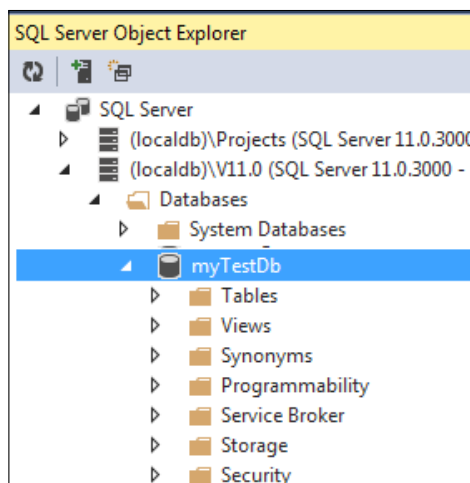 SQL Server Object Explorer
SQL Server
(localdb)\Projects (SQL Server 11.0.3000
(localdb)\V11.0 (SQL Server 11.0.3000 -
Databases
System Databases
myTestDb
Tables
Views
Synonyms
Programmability
Service Broker
Storage
Security